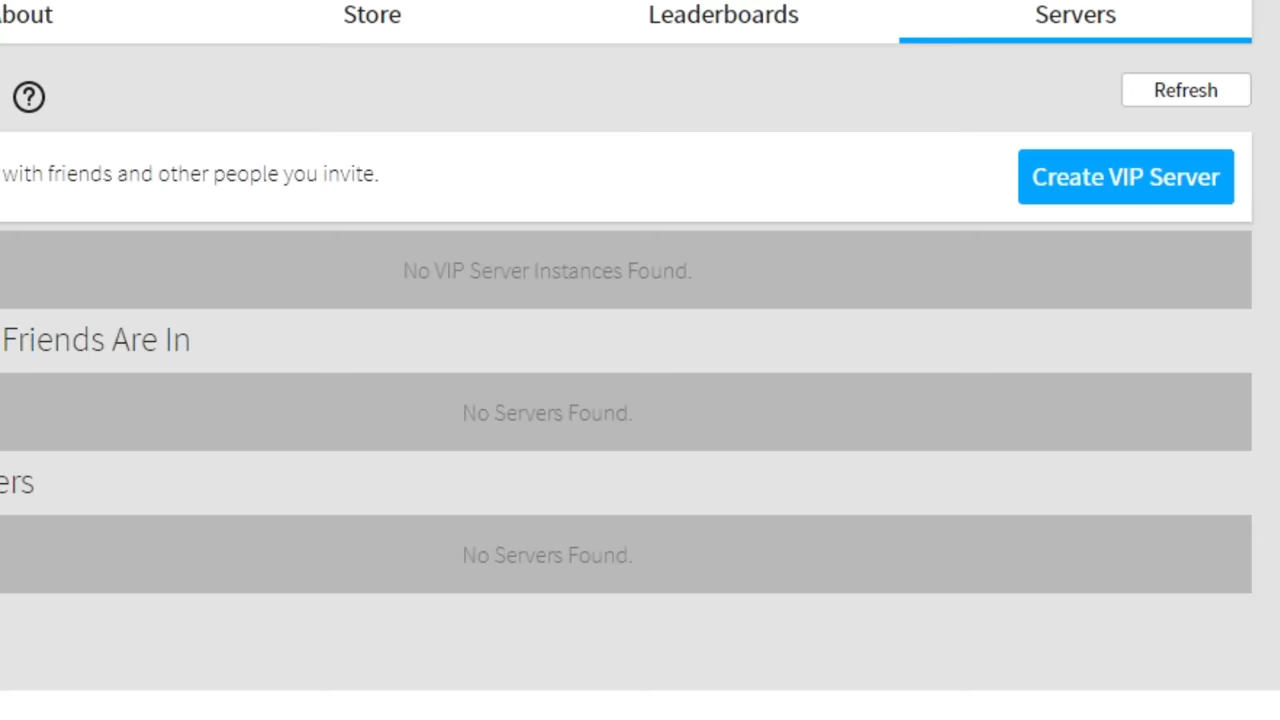 bout
Store
Leaderboards
Servers
?
Refresh
with friends and other people you invite.
Create VIP Server
No VIP Server Instances Found.
Friends Are In
No Servers Found.
ers
No Servers Found.